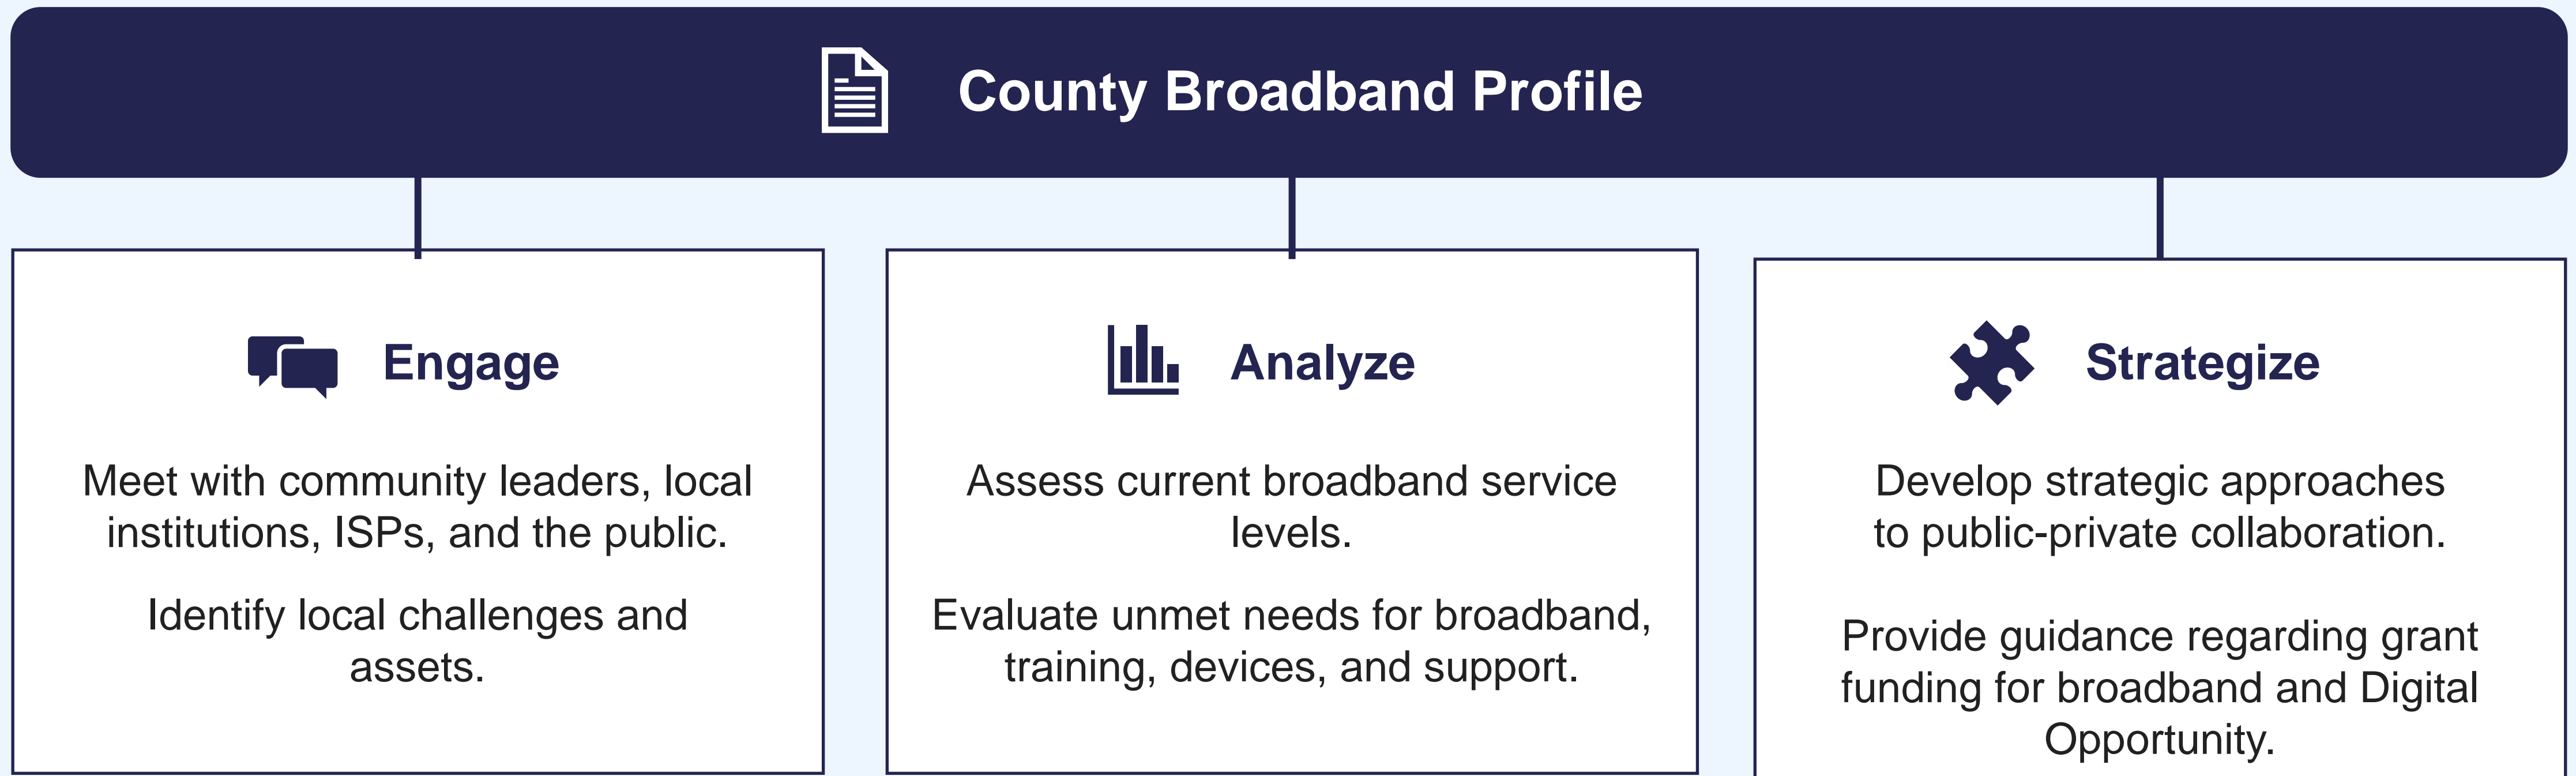 County Broadband Profile
Engage
Meet with community leaders, local
institutions, ISPs, and the public.
Identify local challenges and
assets.
Analyze
Assess current broadband service
levels.
Evaluate unmet needs for broadband,
training, devices, and support.
Strategize
Develop strategic approaches
to public-private collaboration.
Provide guidance regarding grant
funding for broadband and Digital
Opportunity.